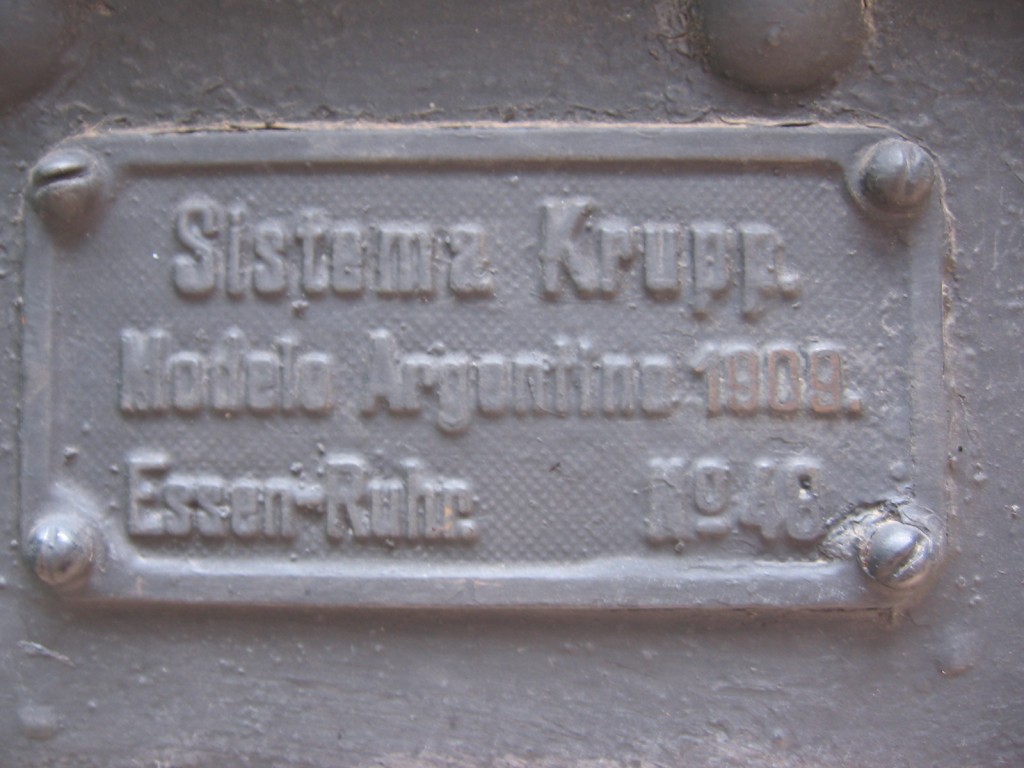 Sistema Krupp.
Modelo Argentino 1909.
Essen-Ruhr. Nº 48